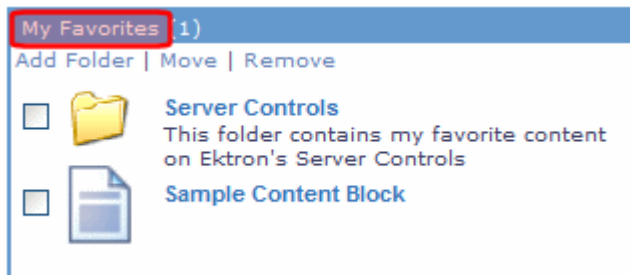 My Favorites (1)
Add Folder | Move | Remove
Server Controls
This folder contains my favorite content
on Ektron's Server Controls
Sample Content Block